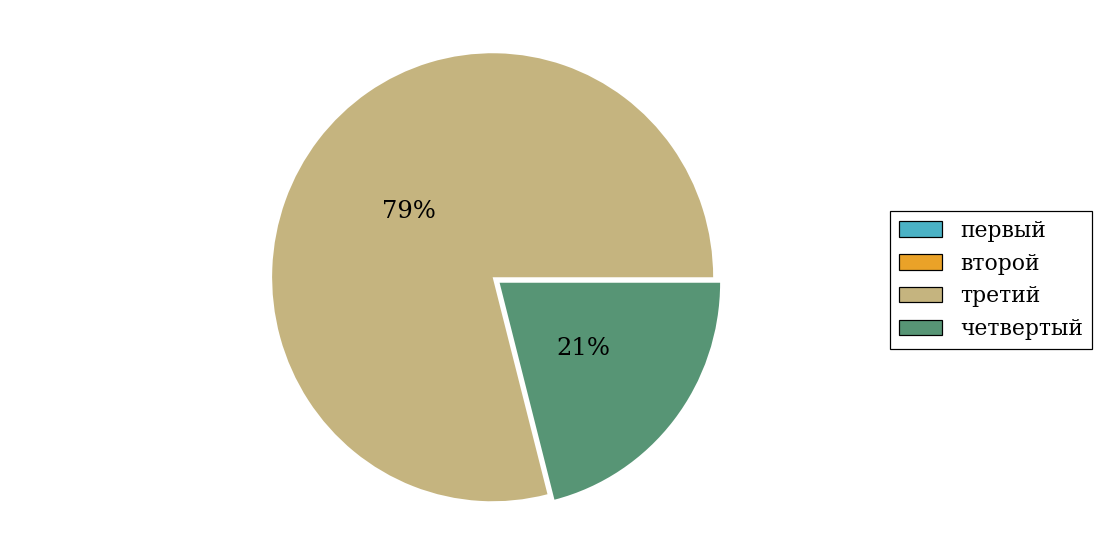 79%
21%
первый
второй
третий
четвертый